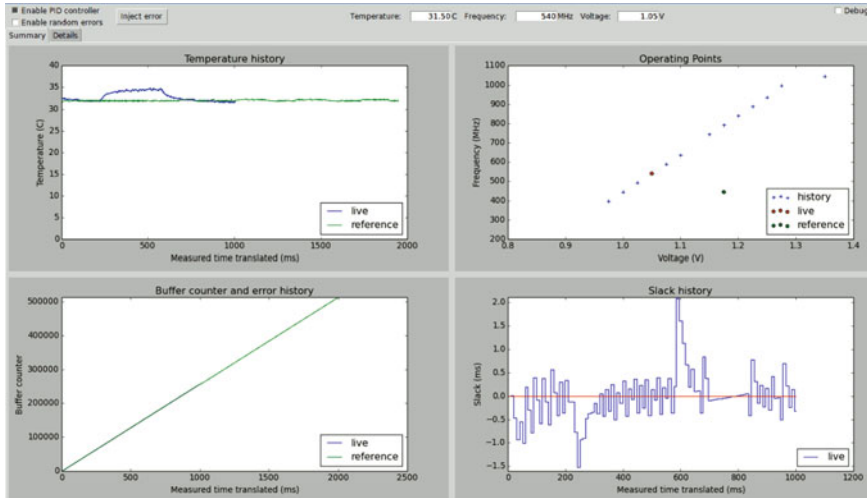 Enable PID controller
Enable random errors
Inject error
Temperature: 31.50 C Frequency: 540 MHz Voltage: 1.05 V
Debug
Summary Details
Temperature history
40
35
30
25
20
15
10
5
0
Temperature (C)
live
reference
0 500 1000 1500 2000
Measured time translated (ms)
Operating Points
1100
1000
900
800
700
600
500
400
300
200
Frequency (MHz)
history
live
reference
0.8 0.9 1.0 1.1 1.2 1.3 1.4
Voltage (V)
Buffer counter and error history
500000
400000
300000
200000
100000
0
Buffer counter
live
reference
0 500 1000 1500 2000 2500
Measured time translated (ms)
Slack history
2.0
1.5
1.0
0.5
0.0
−0.5
−1.0
−1.5
Slack (ms)
live
0 200 400 600 800 1000
Measured time translated (ms)